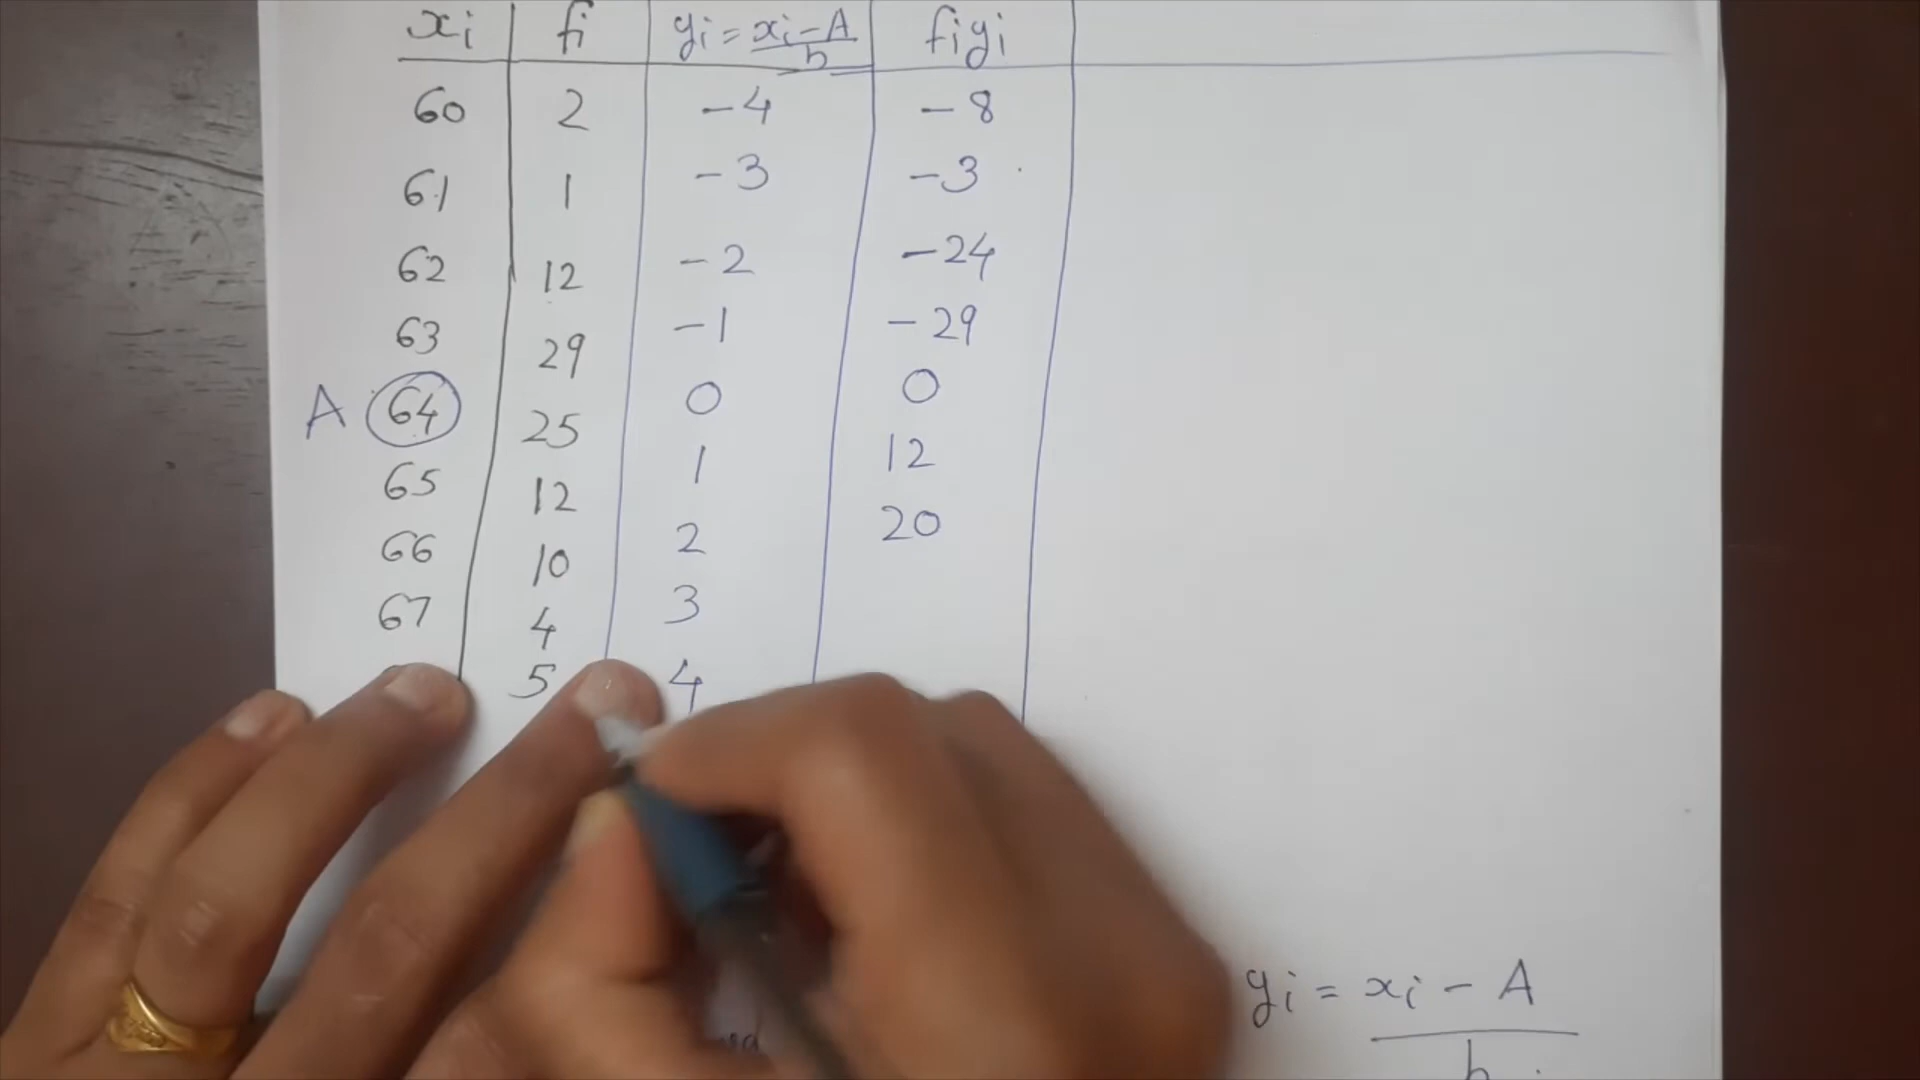 xi fi yi = xi - A / h fiyi
60 2 -4 -8
61 1 -3 -3
62 12 -2 -24
63 29 -1 -29
A 64 25 0 0
65 12 1 12
66 10 2 20
67 4 3
5 4
yi = xi - A
h